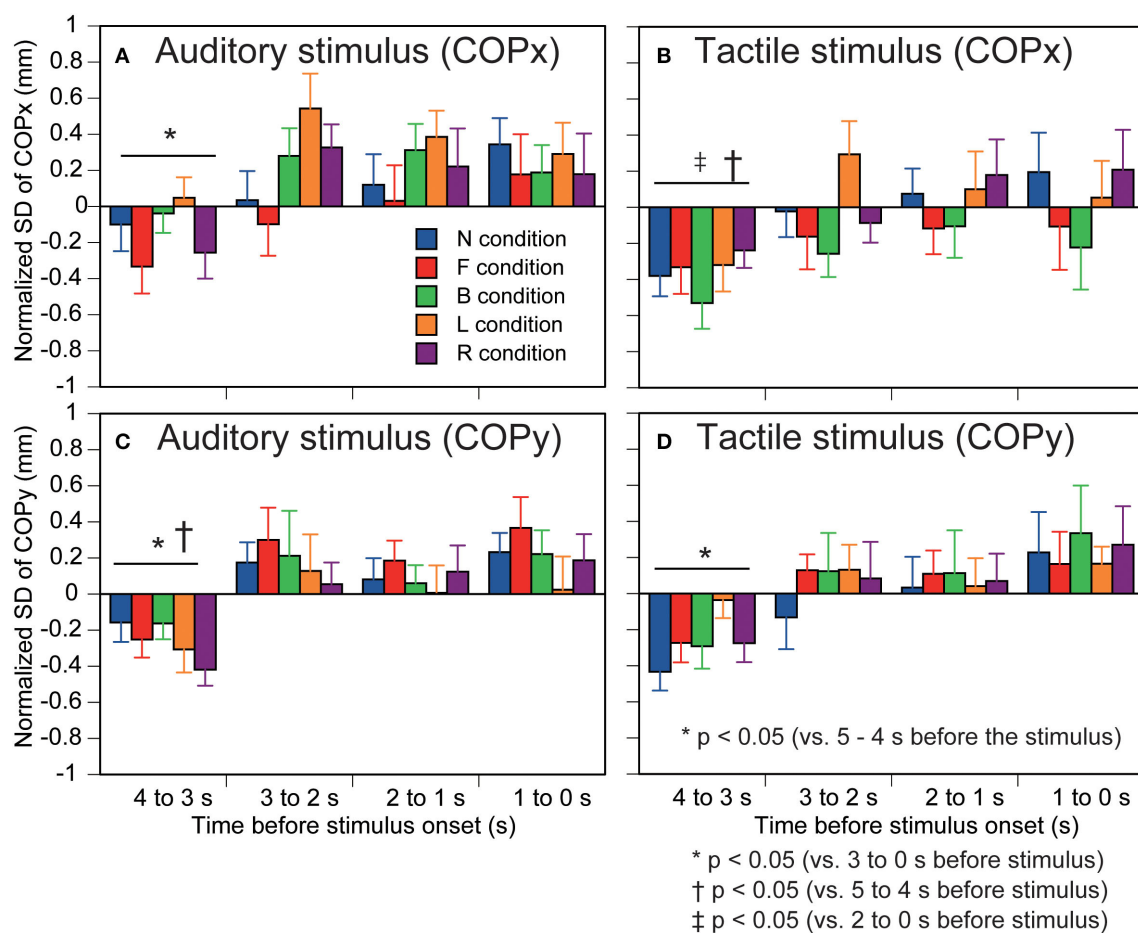 A Auditory stimulus (COPx)
B Tactile stimulus (COPx)
Normalized SD of COPx (mm)
1
0.8
0.6
0.4
0.2
0
-0.2
-0.4
-0.6
-0.8
-1
*
‡ †
N condition
F condition
B condition
L condition
R condition
C Auditory stimulus (COPy)
D Tactile stimulus (COPy)
Normalized SD of COPy (mm)
1
0.8
0.6
0.4
0.2
0
-0.2
-0.4
-0.6
-0.8
-1
* †
*
* p < 0.05 (vs. 5 - 4 s before the stimulus)
4 to 3 s 3 to 2 s 2 to 1 s 1 to 0 s
Time before stimulus onset (s)
4 to 3 s 3 to 2 s 2 to 1 s 1 to 0 s
Time before stimulus onset (s)
* p < 0.05 (vs. 3 to 0 s before stimulus)
† p < 0.05 (vs. 5 to 4 s before stimulus)
‡ p < 0.05 (vs. 2 to 0 s before stimulus)